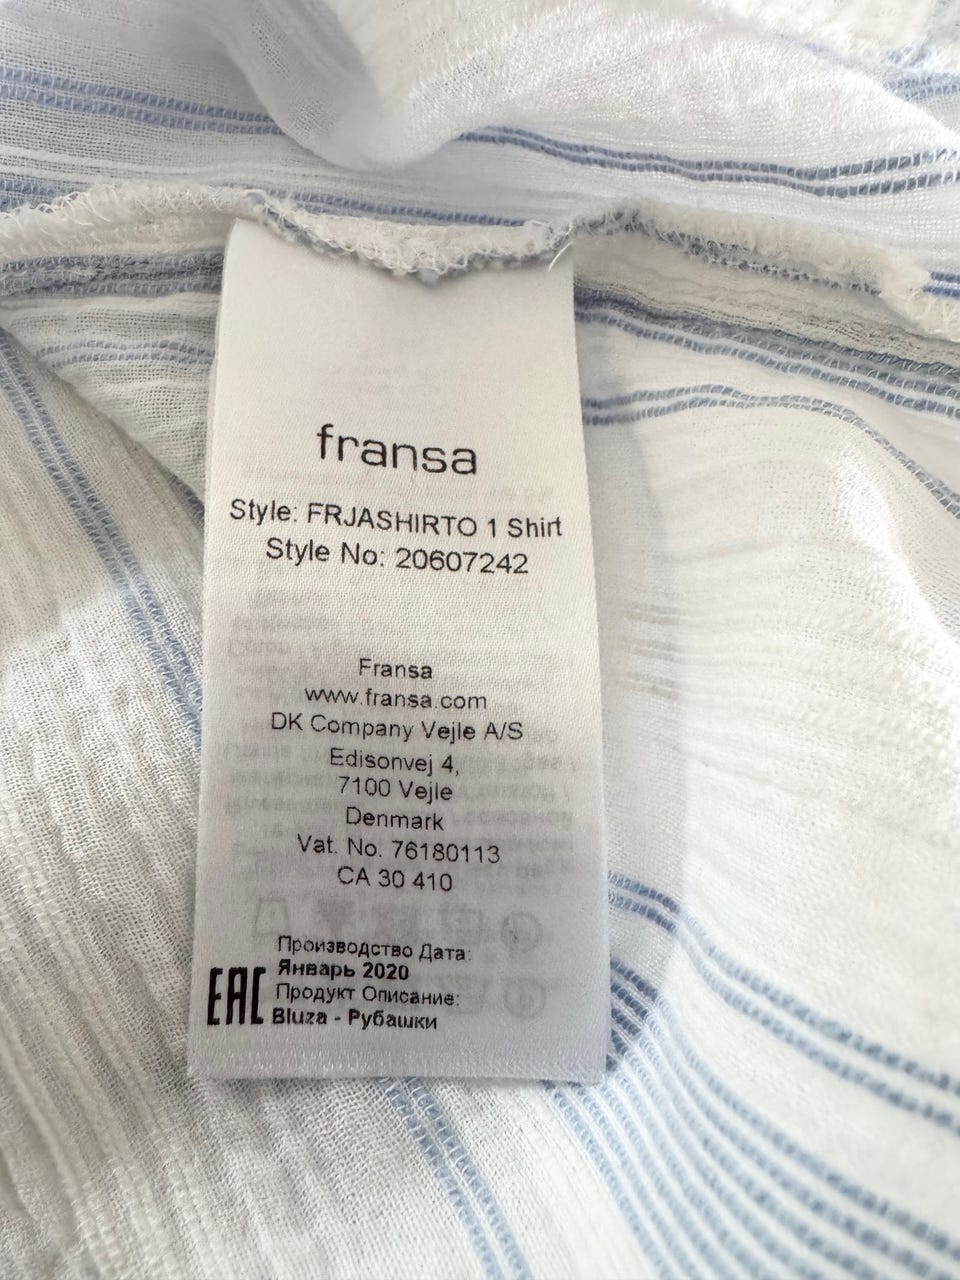 fransa
Style: FRJASHIRTO 1 Shirt
Style No: 20607242
Fransa
www.fransa.com
DK Company Vejle A/S
Edisonvej 4,
7100 Vejle
Denmark
Vat. No. 76180113
CA 30 410
Производство Дата:
Январь 2020
Продукт Описание:
Bluza - Рубашки
EAC